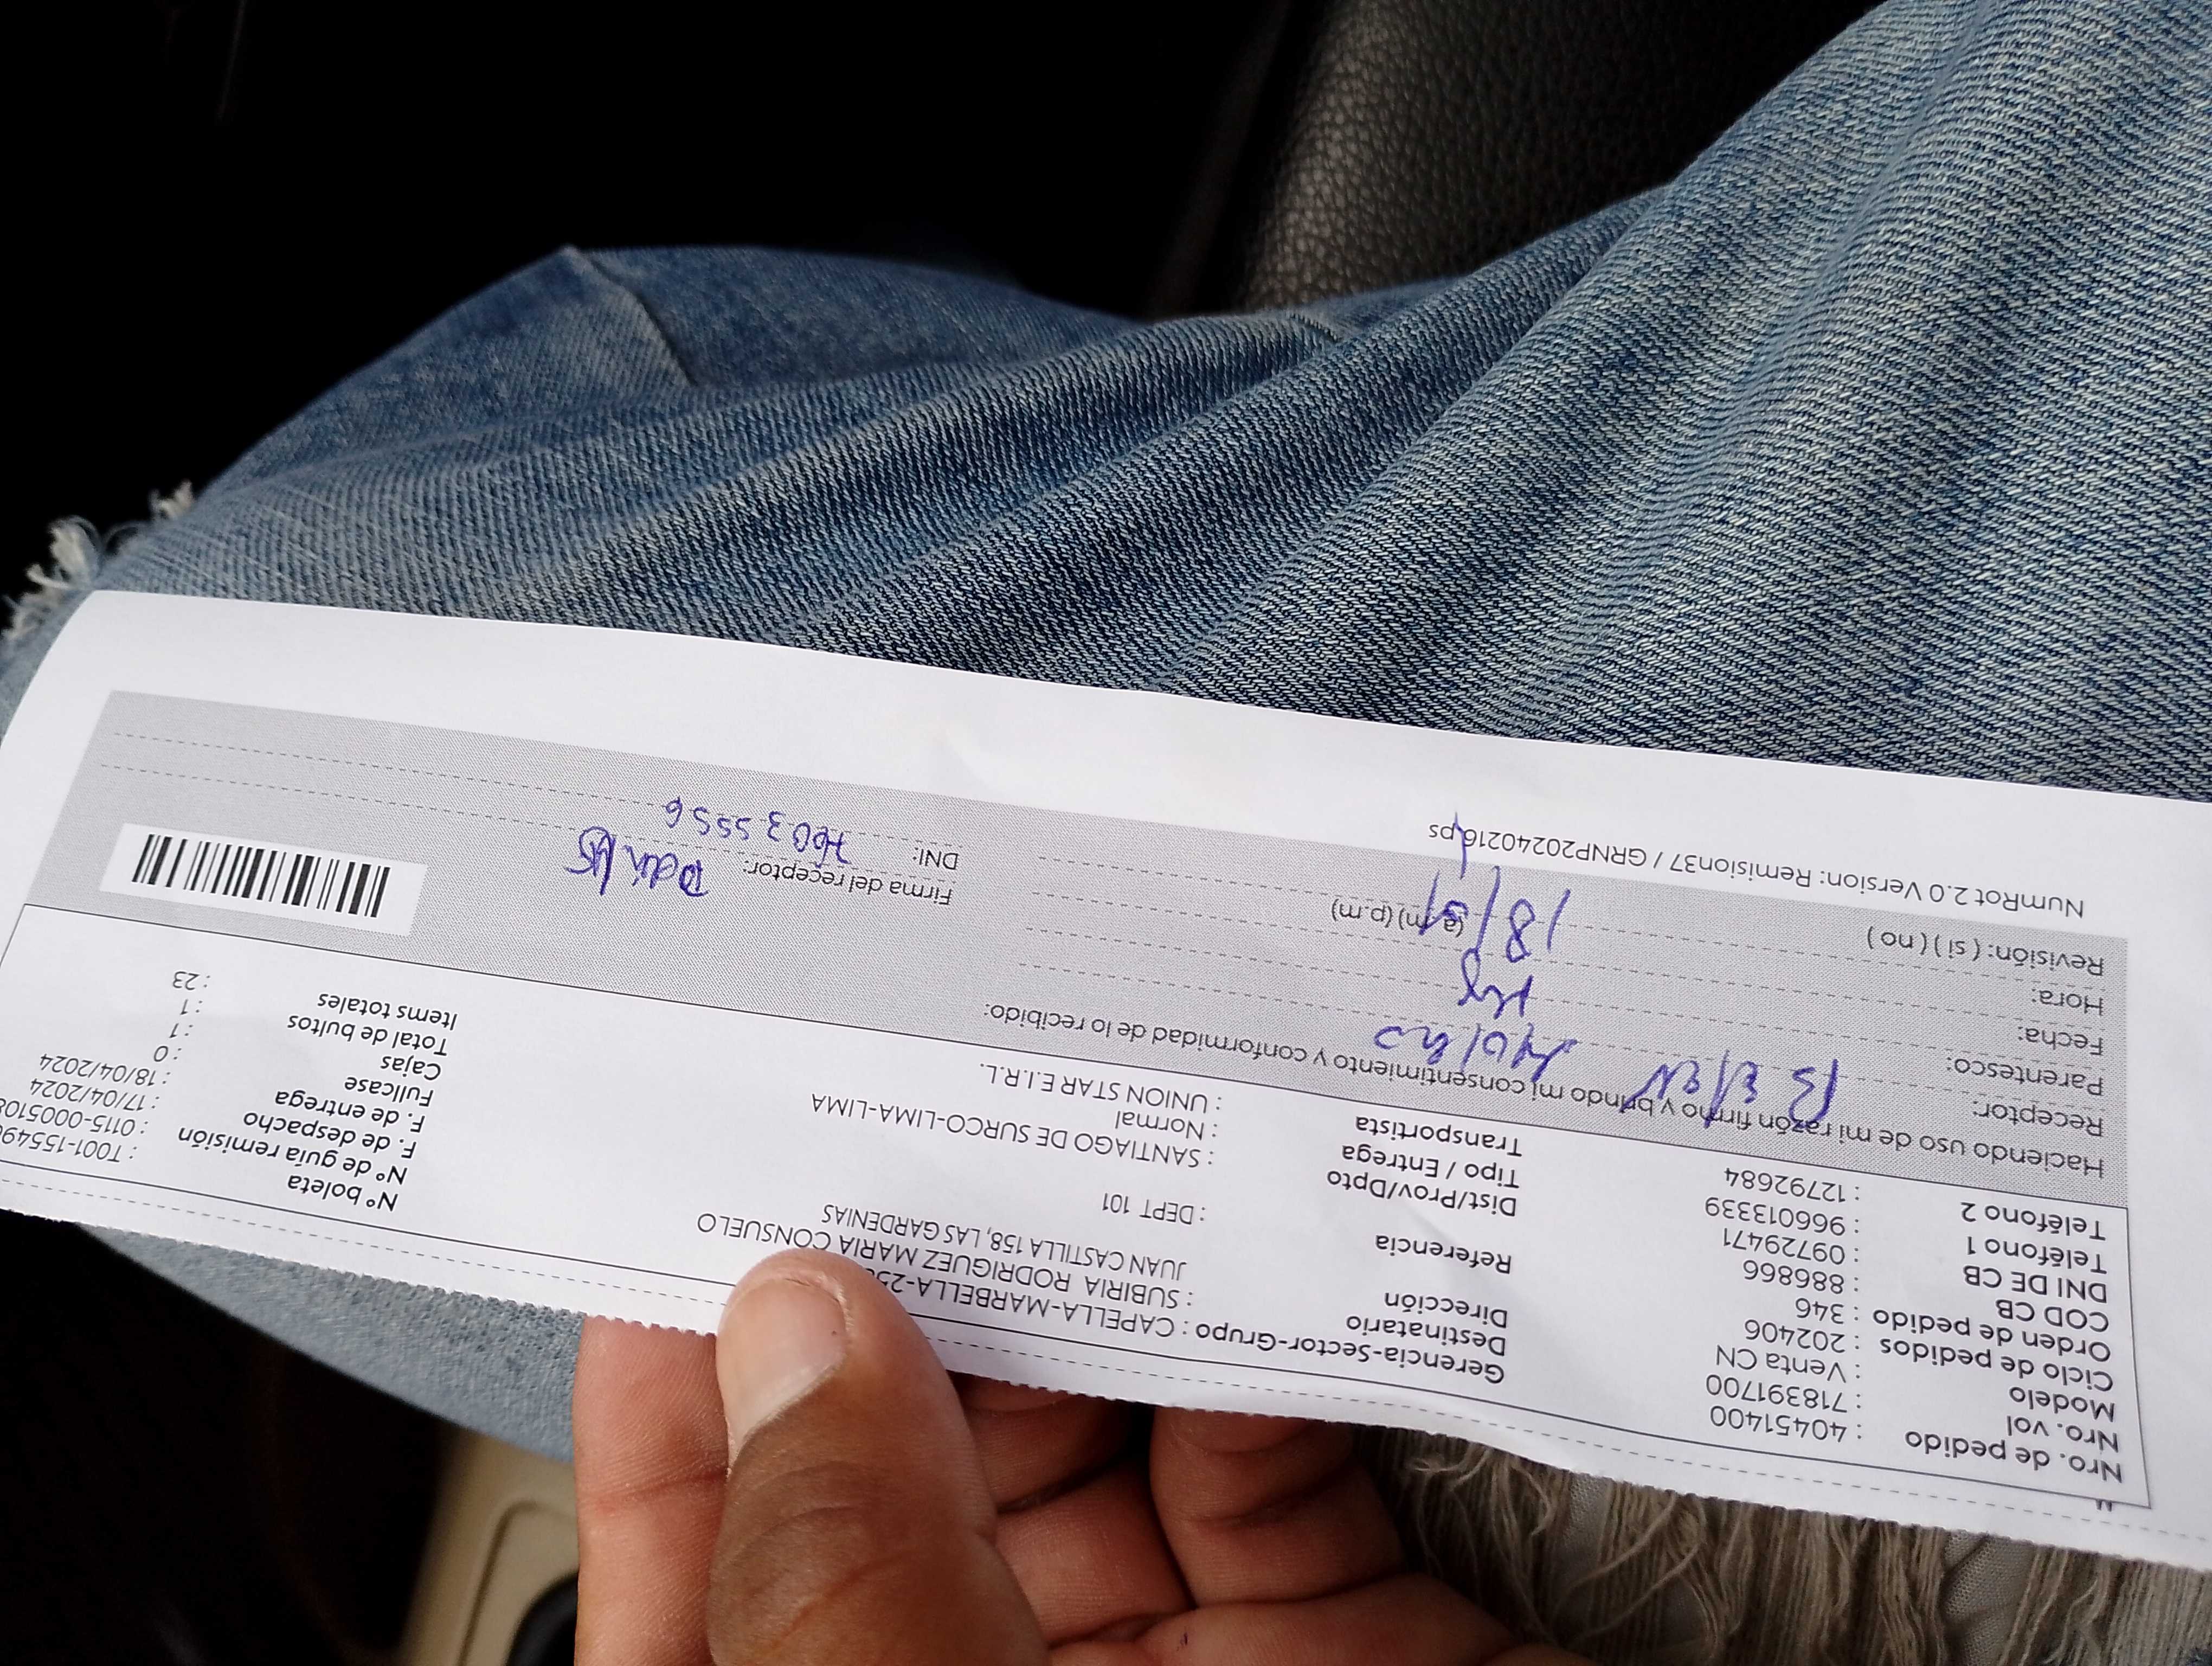 Nro. de pedido : 40451400
Nro. vol : 718391700
Modelo : Venta CN
Ciclo de pedidos : 202406
Orden de pedido : 346
COD CB : 886866
DNI DE CB : 09729471
Teléfono 1 : 966013339
Teléfono 2 : 12792684
Gerencia-Sector-Grupo : CAPELLA-MARBELLA-25
Destinatario : SUBIRIA RODRIGUEZ MARIA CONSUELO
Dirección JUAN CASTILLA 158, LAS GARDENIAS
Referencia : DEPT 101
Dist/Prov/Dpto : SANTIAGO DE SURCO-LIMA-LIMA
Tipo / Entrega : Normal
Transportista : UNION STAR E.I.R.L.
N° boleta : T001-15549
N° de guía remisión : 0115-000510
F. de despacho : 17/04/2024
F. de entrega : 18/04/2024
Fullcase : 0
Cajas : 1
Total de bultos : 1
Items totales : 23
Haciendo uso de mi razón firmo y brindo mi consentimiento y conformidad de lo recibido:
Receptor:
Parentesco:
Fecha:
Hora: (a.m) (p.m)
Revisión: ( si ) ( no )
Firma del receptor:
DNI: 76035556
NumRot 2.0 Version: Remision37 / GRNP20240216.ps